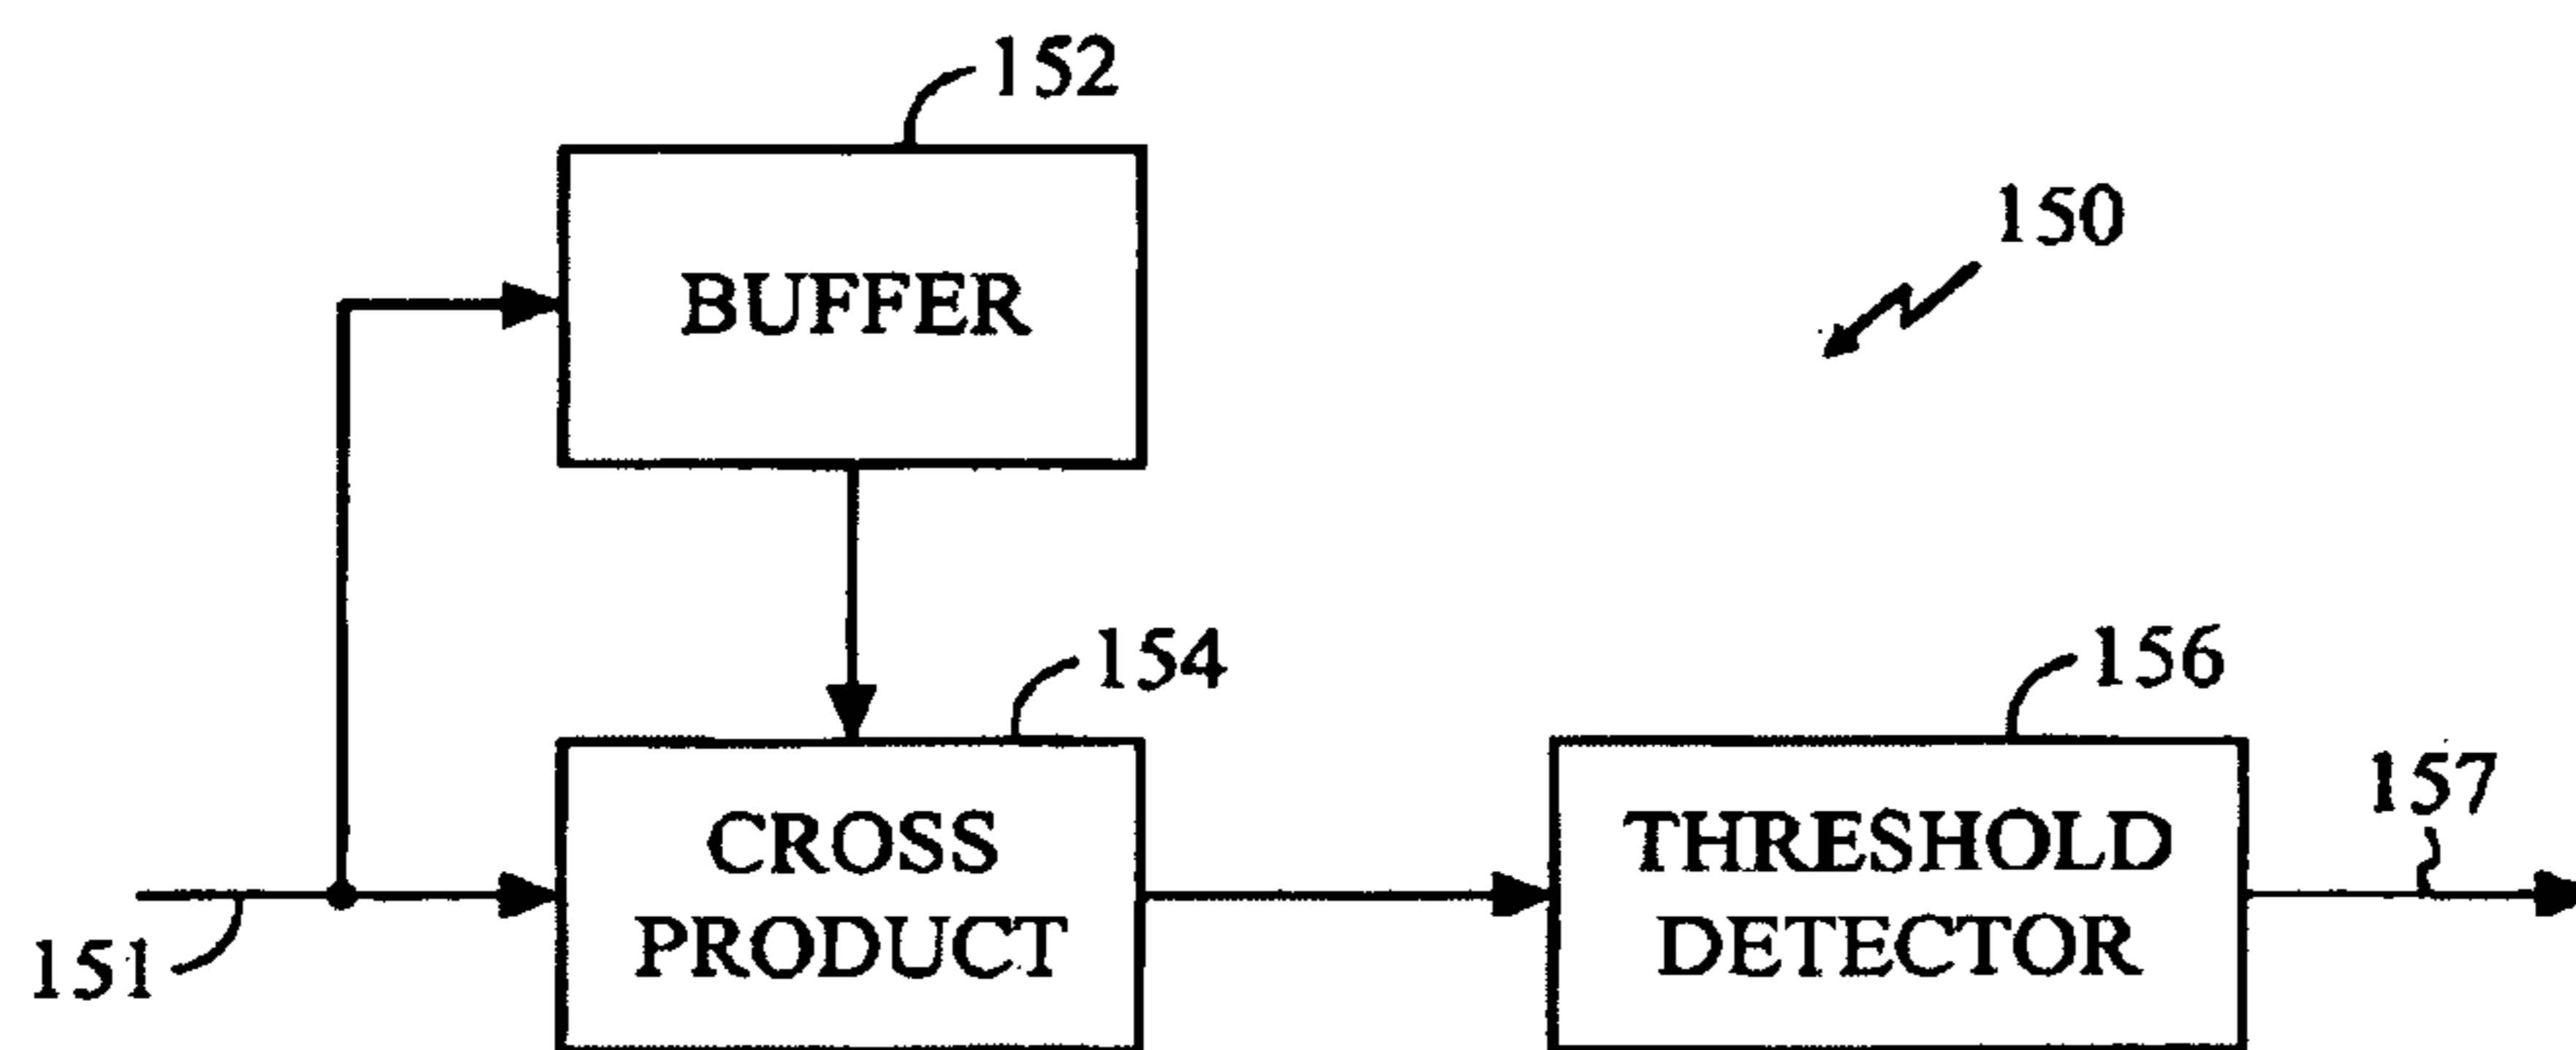 152
BUFFER
150
154
CROSS
PRODUCT
156
THRESHOLD
DETECTOR
157
151